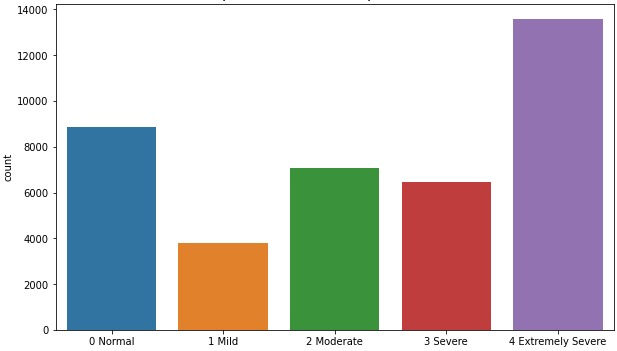 14000
12000
10000
8000
6000
4000
2000
0
count
0 Normal
1 Mild
2 Moderate
3 Severe
4 Extremely Severe